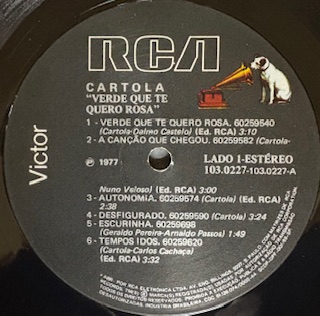 RCA
Victor
CARTOLA
"VERDE QUE TE
QUERO ROSA"
1 - VERDE QUE TE QUERO ROSA. 60259540
(Cartola-Dalmo Castelo) (Ed. RCA) 3:10
2 - A CANÇÃO QUE CHEGOU. 60259582 (Cartola-
℗ 1977
LADO 1-ESTÉREO
103.0227-103.0227-A
Nuno Veloso) (Ed. RCA) 3:00
3 - AUTONOMIA. 60259574 (Cartola) (Ed. RCA)
2:38
4 - DESFIGURADO. 60259590 (Cartola) 3:24
5 - ESCURINHA. 60259698
(Geraldo Pereira-Arnaldo Passos) 1:49
6 - TEMPOS IDOS. 60259620
(Cartola-Carlos Cachaça)
(Ed. RCA) 3:32